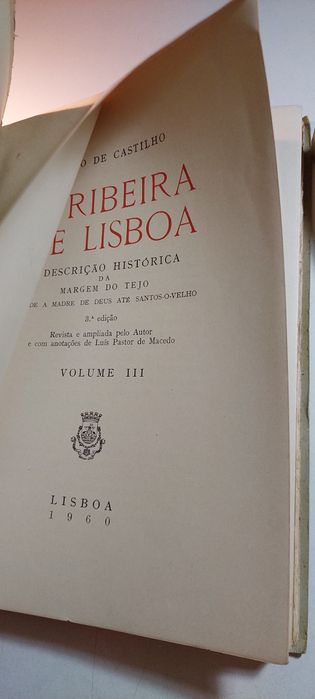 O DE CASTILHO
RIBEIRA
E LISBOA
DESCRIÇÃO HISTÓRICA
DA
MARGEM DO TEJO
DE A MADRE DE DEUS ATÉ SANTOS-O-VELHO
3.ª edição
Revista e ampliada pelo Autor
e com anotações de Luís Pastor de Macedo
VOLUME III
LISBOA
1960